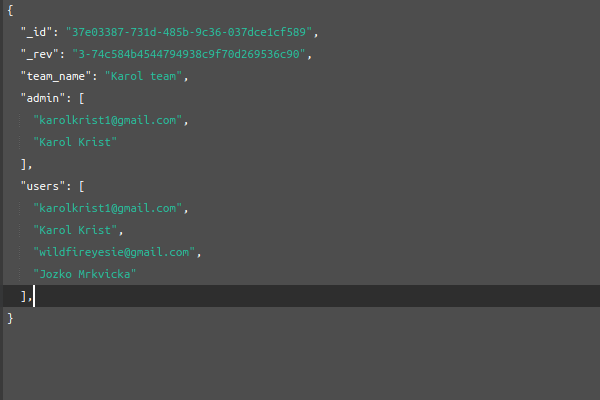 {
"_id": "37e03387-731d-485b-9c36-037dce1cf589",
"_rev": "3-74c584b4544794938c9f70d269536c90",
"team_name": "Karol team",
"admin": [
"karolkrist1@gmail.com",
"Karol Krist"
],
"users": [
"karolkrist1@gmail.com",
"Karol Krist",
"wildfireyesie@gmail.com",
"Jozko Mrkvicka"
],
}